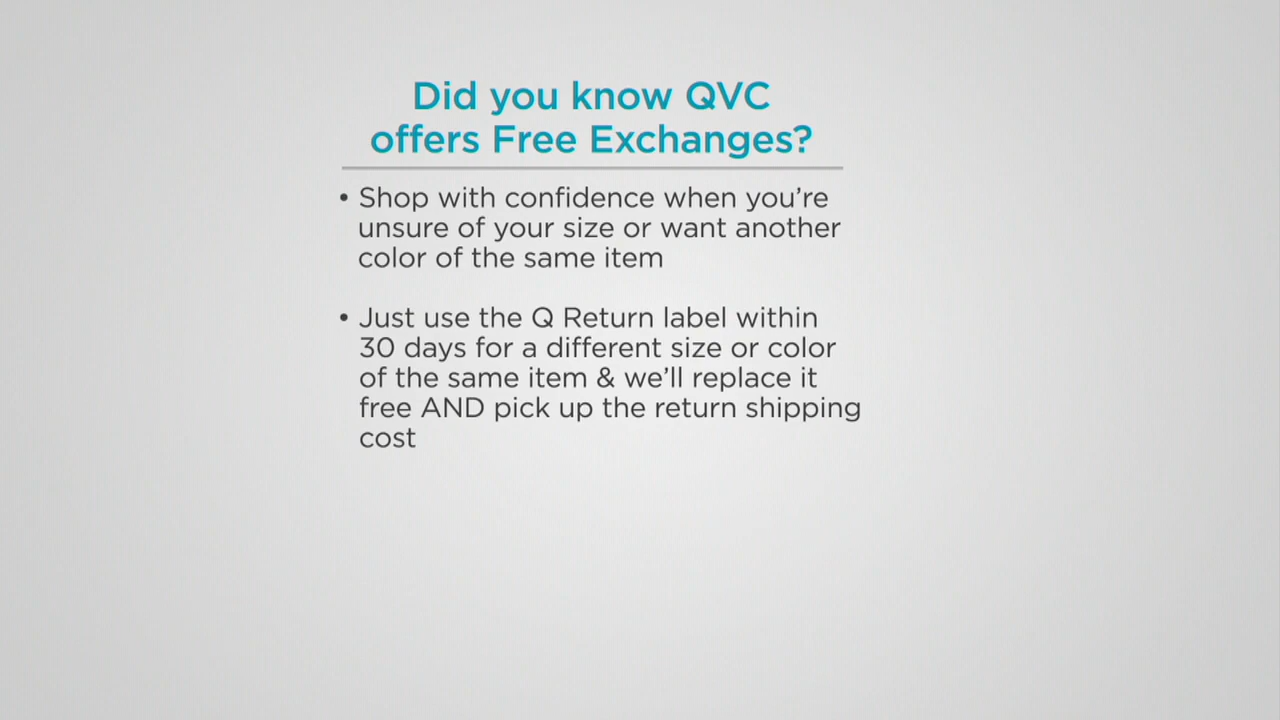 Did you know QVC
offers Free Exchanges?
• Shop with confidence when you’re
unsure of your size or want another
color of the same item
• Just use the Q Return label within
30 days for a different size or color
of the same item & we’ll replace it
free AND pick up the return shipping
cost